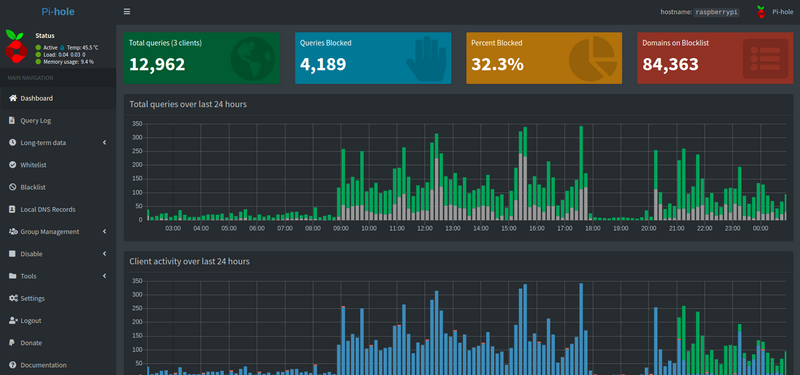 Pi-hole
hostname: raspberrypi
Pi-hole
Status
Active Temp: 45.5 °C
Load: 0.04 0.03 0
Memory usage: 9.4 %
MAIN NAVIGATION
Dashboard
Query Log
Long-term data
Whitelist
Blacklist
Local DNS Records
Group Management
Disable
Tools
Settings
Logout
Donate
Documentation
Total queries (3 clients)
12,962
Queries Blocked
4,189
Percent Blocked
32.3%
Domains on Blocklist
84,363
Total queries over last 24 hours
350
300
250
200
150
100
50
0
03:00 04:00 05:00 06:00 07:00 08:00 09:00 10:00 11:00 12:00 13:00 14:00 15:00 16:00 17:00 18:00 19:00 20:00 21:00 22:00 23:00 00:00
Client activity over last 24 hours
350
300
250
200
150
100
50